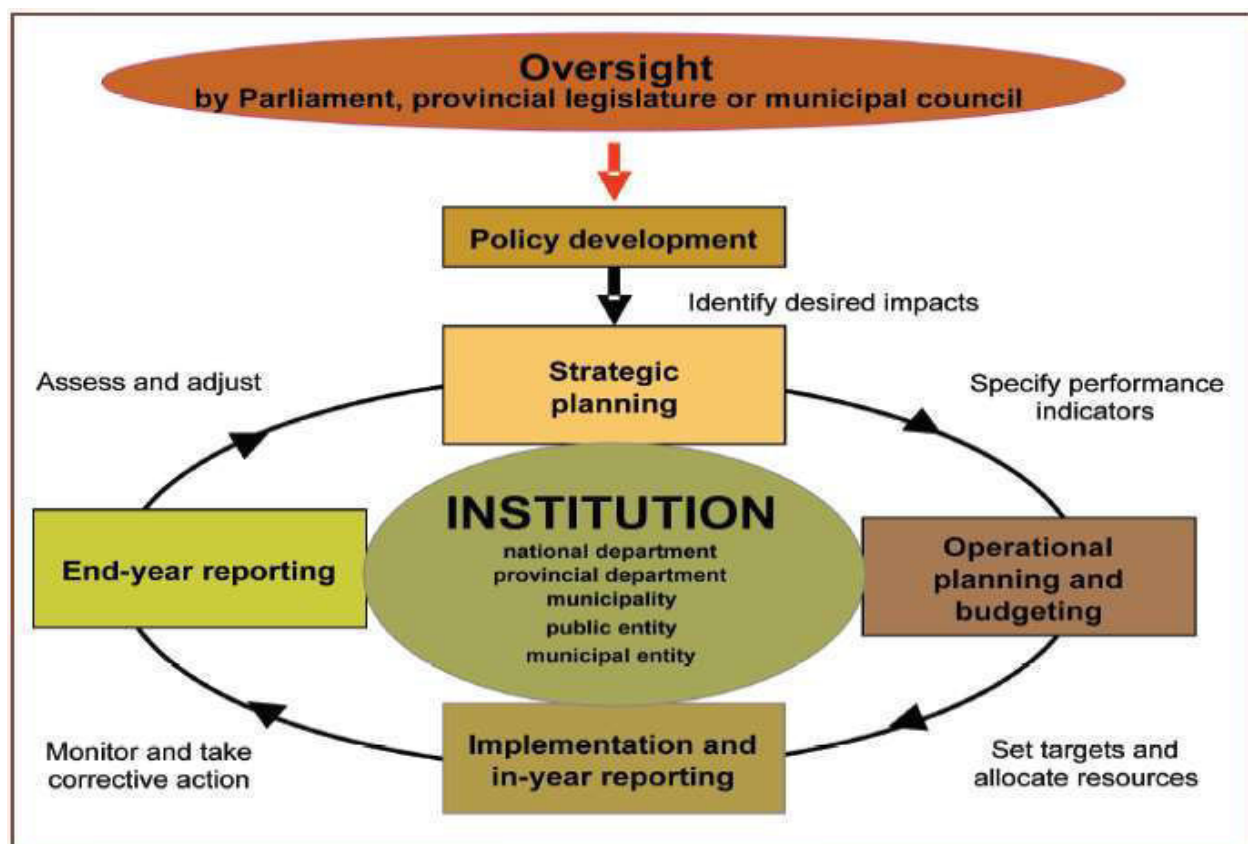 Oversight
by Parliament, provincial legislature or municipal council
Policy development
Identify desired impacts
Strategic
planning
Assess and adjust
Specify performance
indicators
INSTITUTION
national department
provincial department
municipality
public entity
municipal entity
End-year reporting
Operational
planning and
budgeting
Implementation and
in-year reporting
Monitor and take
corrective action
Set targets and
allocate resources